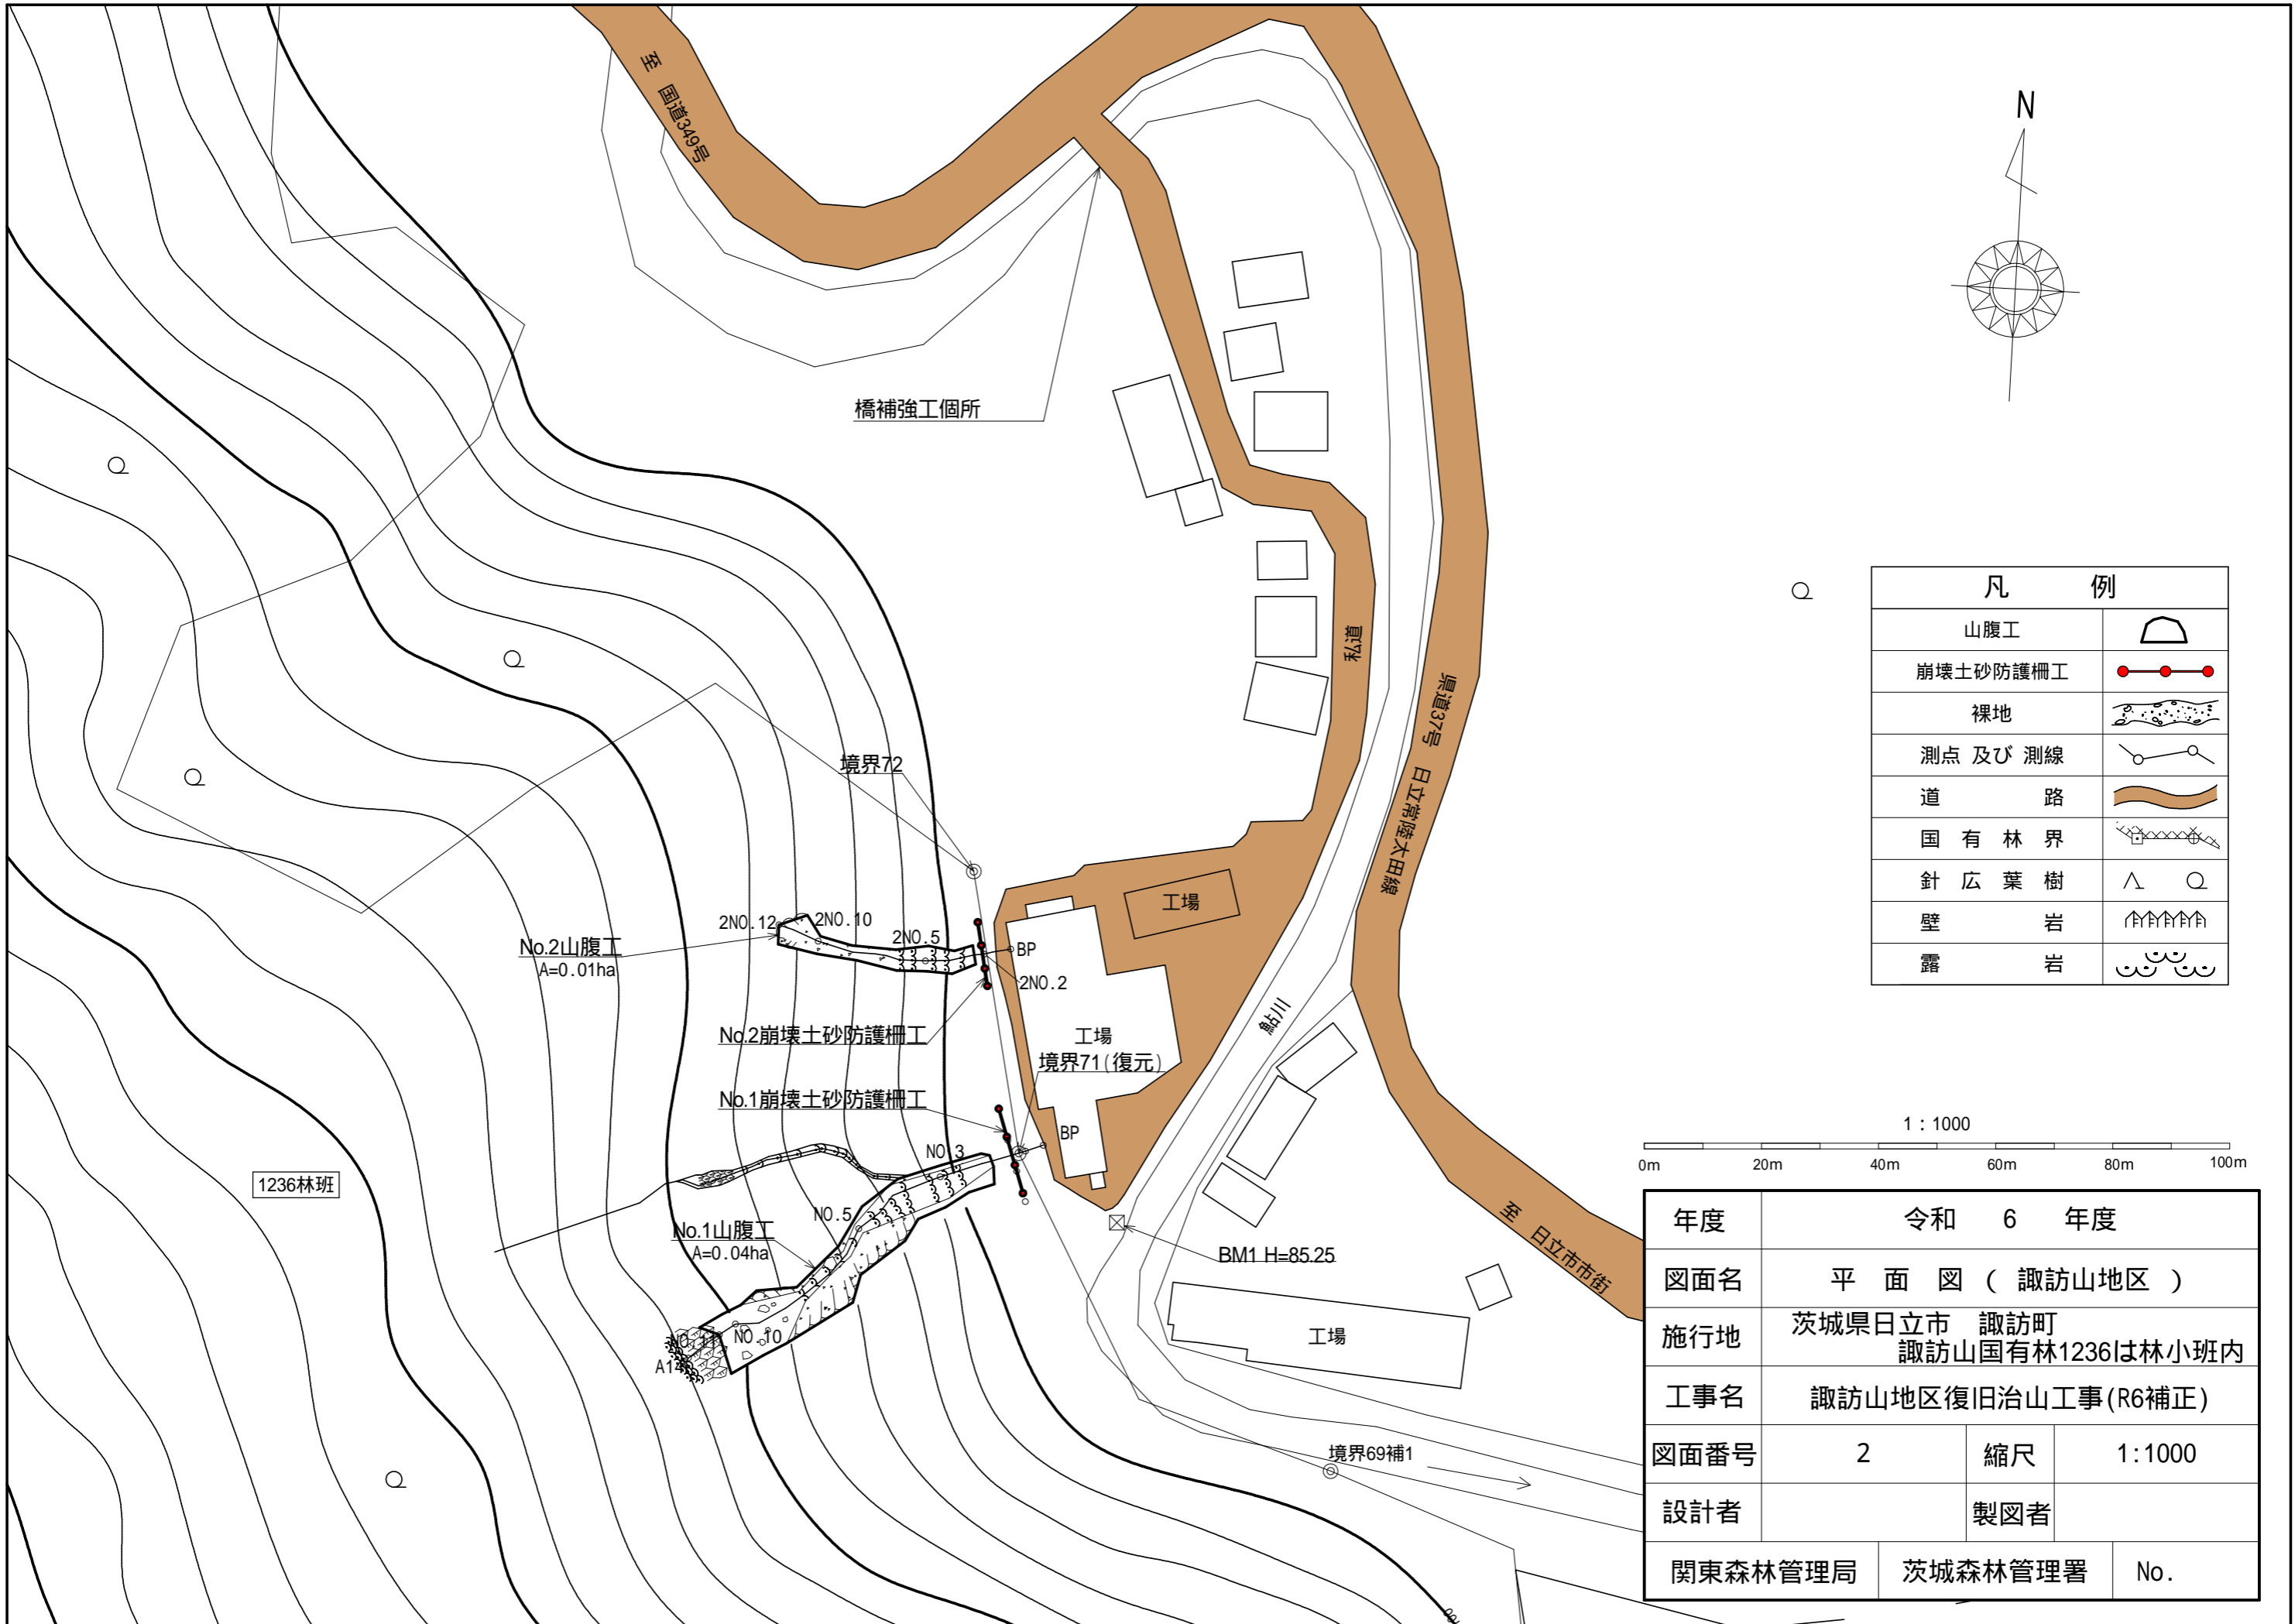 至 国道349号
N
橋補強工個所
凡 例
山腹工
崩壊土砂防護柵工
裸地
測点 及び 測線
道 路
国 有 林 界
針 広 葉 樹
壁 岩
露 岩
私道
県道37号 日立常陸太田線
境界72
工場
2NO.12
2NO.10
2NO.5
BP
No.2山腹工
A=0.01ha
2NO.2
鮎川
No.2崩壊土砂防護柵工
工場
境界71(復元)
No.1崩壊土砂防護柵工
BP
NO.3
1236林班
NO.5
No.1山腹工
A=0.04ha
BM1 H=85.25
至 日立市市街
NO.10
工場
境界69補1
1：1000
0m 20m 40m 60m 80m 100m
年度 令和 6 年度
図面名 平 面 図 ( 諏訪山地区 )
施行地 茨城県日立市 諏訪町
諏訪山国有林1236は林小班内
工事名 諏訪山地区復旧治山工事(R6補正)
図面番号 2 縮尺 1:1000
設計者 製図者
関東森林管理局 茨城森林管理署 No.